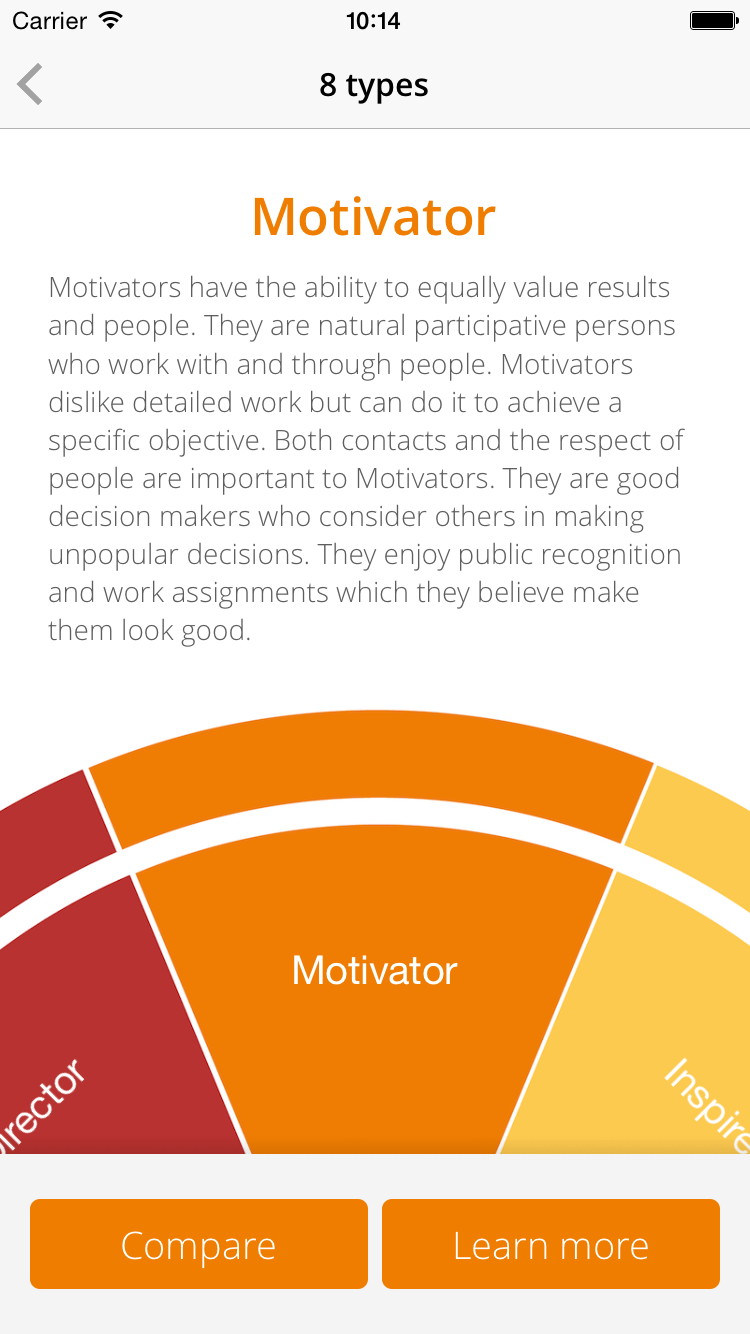 Carrier 10:14
8 types
Motivator
Motivators have the ability to equally value results
and people. They are natural participative persons
who work with and through people. Motivators
dislike detailed work but can do it to achieve a
specific objective. Both contacts and the respect of
people are important to Motivators. They are good
decision makers who consider others in making
unpopular decisions. They enjoy public recognition
and work assignments which they believe make
them look good.
Motivator
irector
Inspire
Compare
Learn more